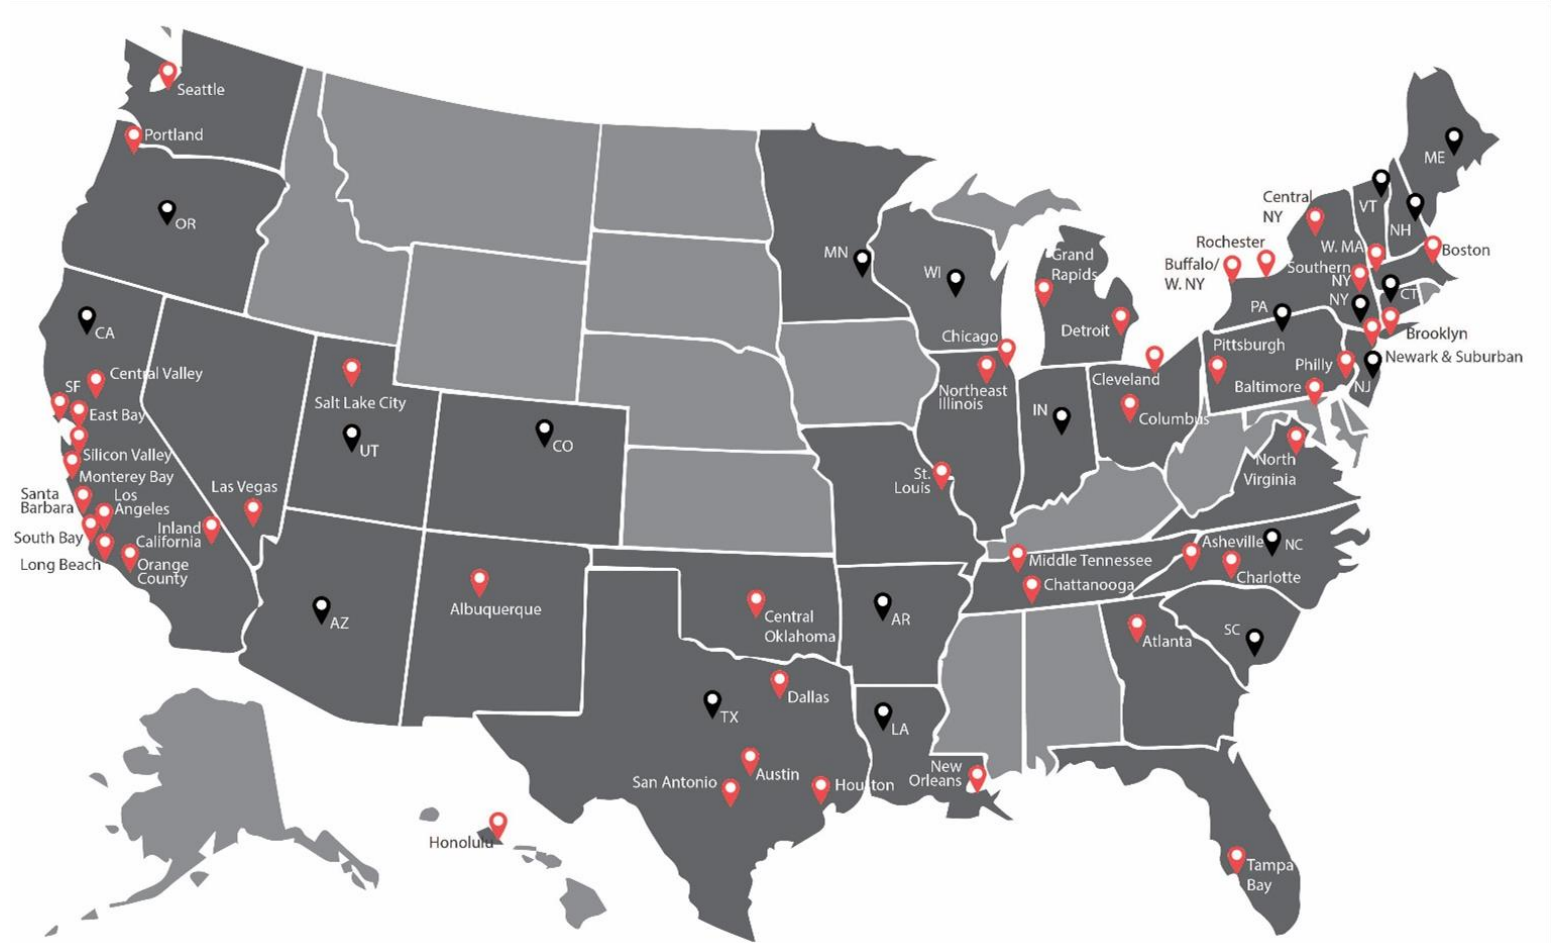 Seattle
Portland
OR
CA
SF
Central Valley
East Bay
Silicon Valley
Monterey Bay
Santa
Barbara
Los
Angeles
South Bay
Inland
California
Long Beach
Orange
County
Las Vegas
Salt Lake City
UT
CO
AZ
Albuquerque
Central
Oklahoma
TX
Dallas
Austin
San Antonio
Houston
Honolulu
MN
WI
Chicago
Northeast
Illinois
Grand
Rapids
Detroit
IN
Cleveland
Columbus
St.
Louis
AR
LA
New
Orleans
Middle Tennessee
Chattanooga
Asheville
NC
Charlotte
Atlanta
SC
Tampa
Bay
North
Virginia
Baltimore
Pittsburgh
Philly
PA
NJ
Newark & Suburban
Brooklyn
NY
Southern
NY
CT
W. MA
Boston
Central
NY
Rochester
Buffalo/
W. NY
VT
NH
ME